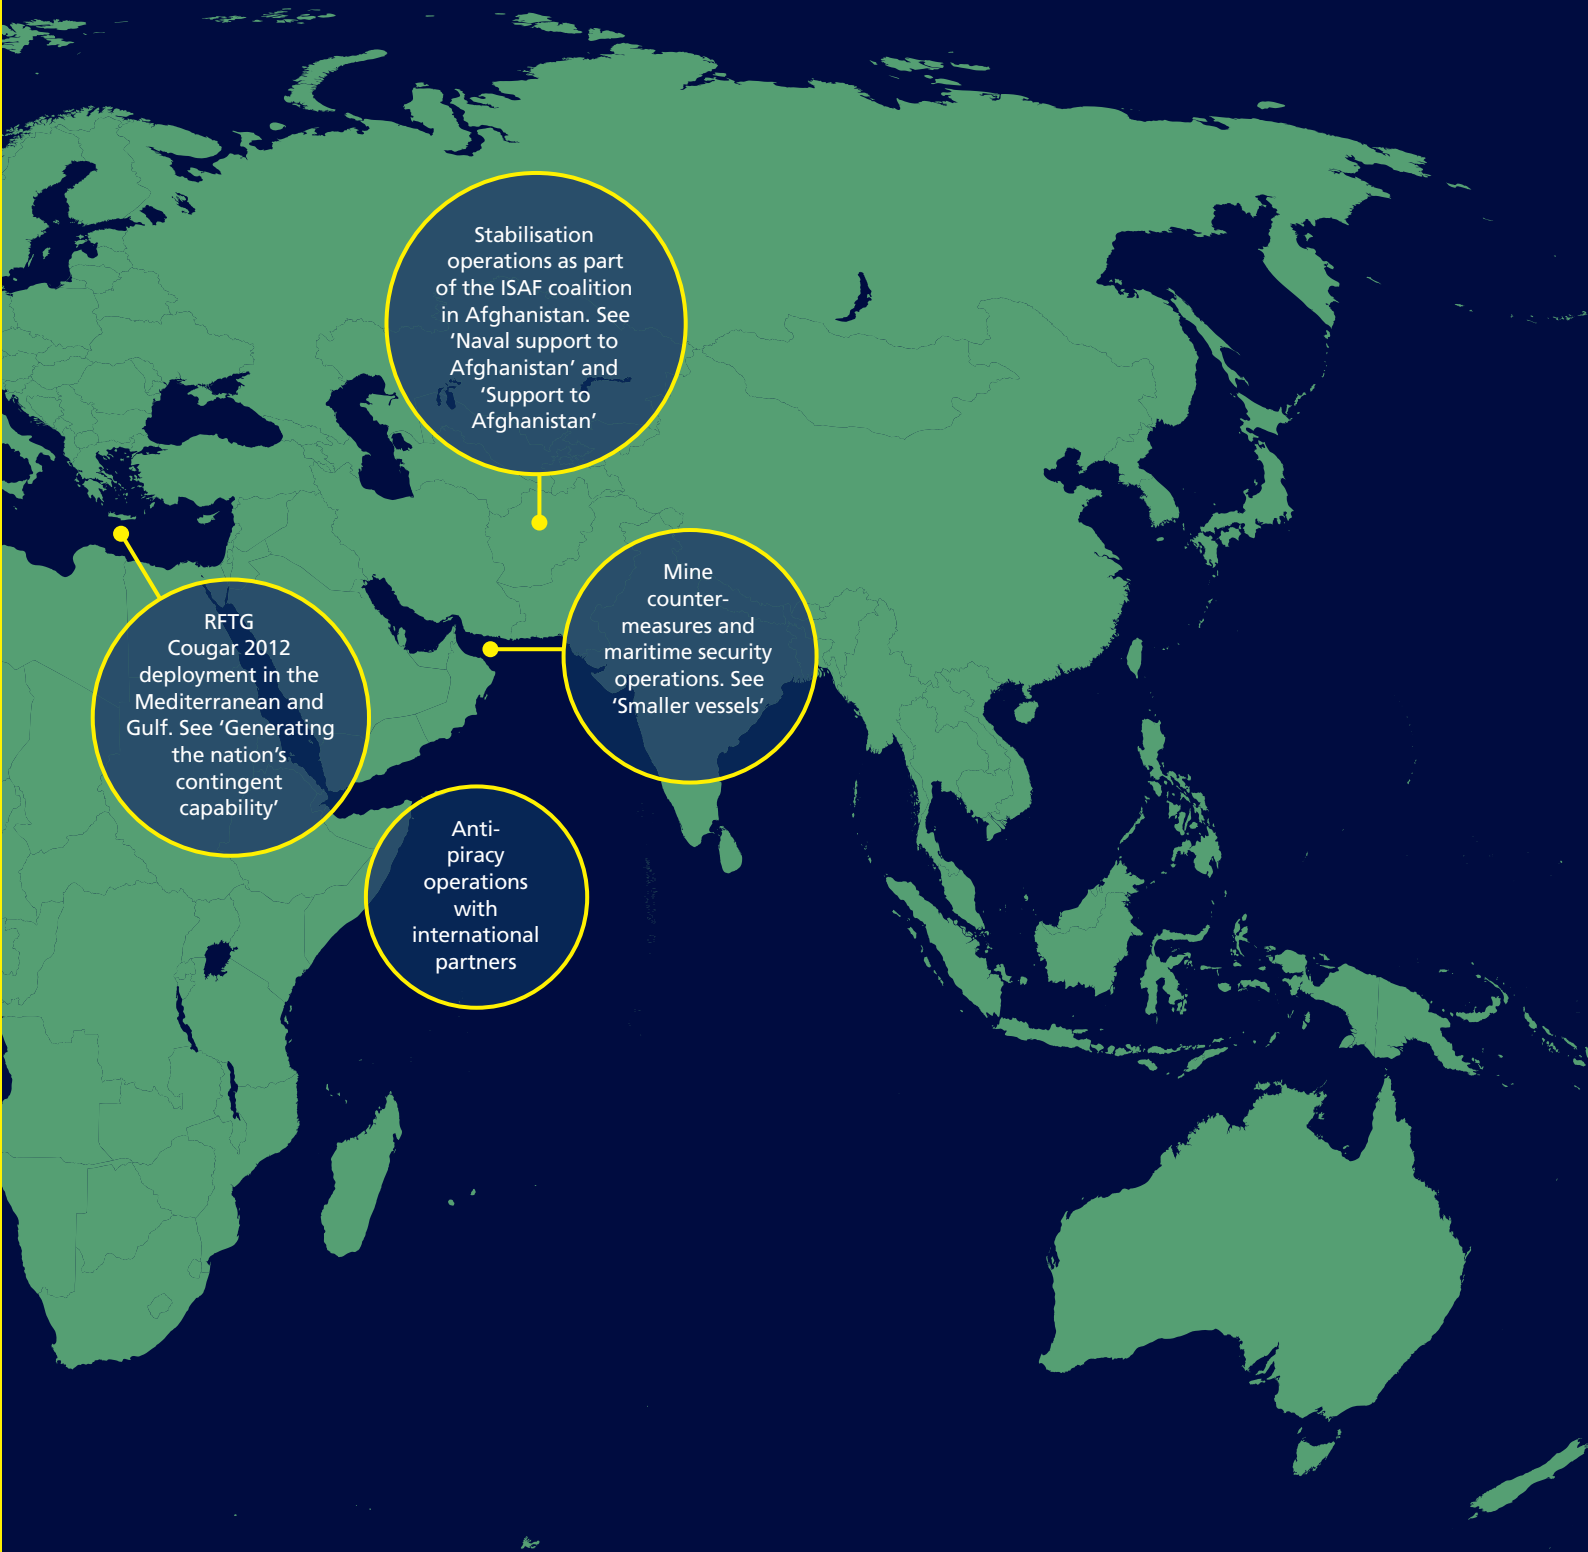 Stabilisation
operations as part
of the ISAF coalition
in Afghanistan. See
‘Naval support to
Afghanistan’ and
‘Support to
Afghanistan’
Mine
counter-
measures and
maritime security
operations. See
‘Smaller vessels’
RFTG
Cougar 2012
deployment in the
Mediterranean and
Gulf. See ‘Generating
the nation’s
contingent
capability’
Anti-
piracy
operations
with
international
partners